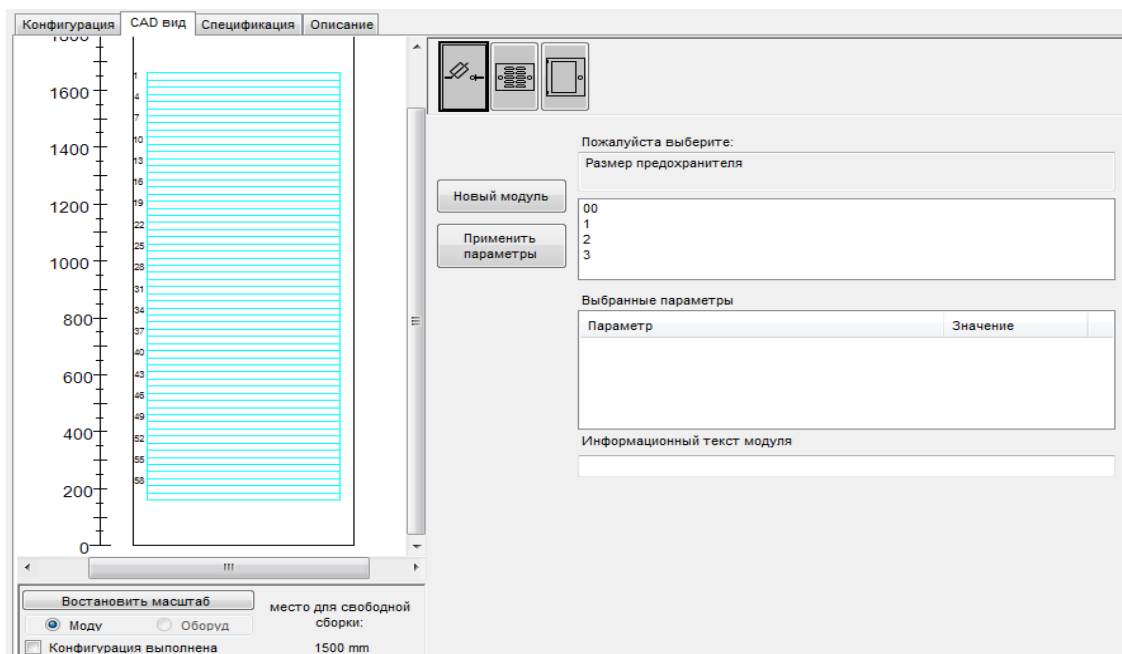 Конфигурация CAD вид Спецификация Описание
1800
1600
1400
1200
1000
800
600
400
200
0
1
4
7
10
13
16
19
22
25
28
31
34
37
40
43
46
49
52
55
58
Пожалуйста выберите:
Размер предохранителя
Новый модуль
00
1
2
3
Применить
параметры
Выбранные параметры
Параметр Значение
Информационный текст модуля
Востановить масштаб
место для свободной
сборки:
Моду Оборуд
Конфигурация выполнена
1500 mm